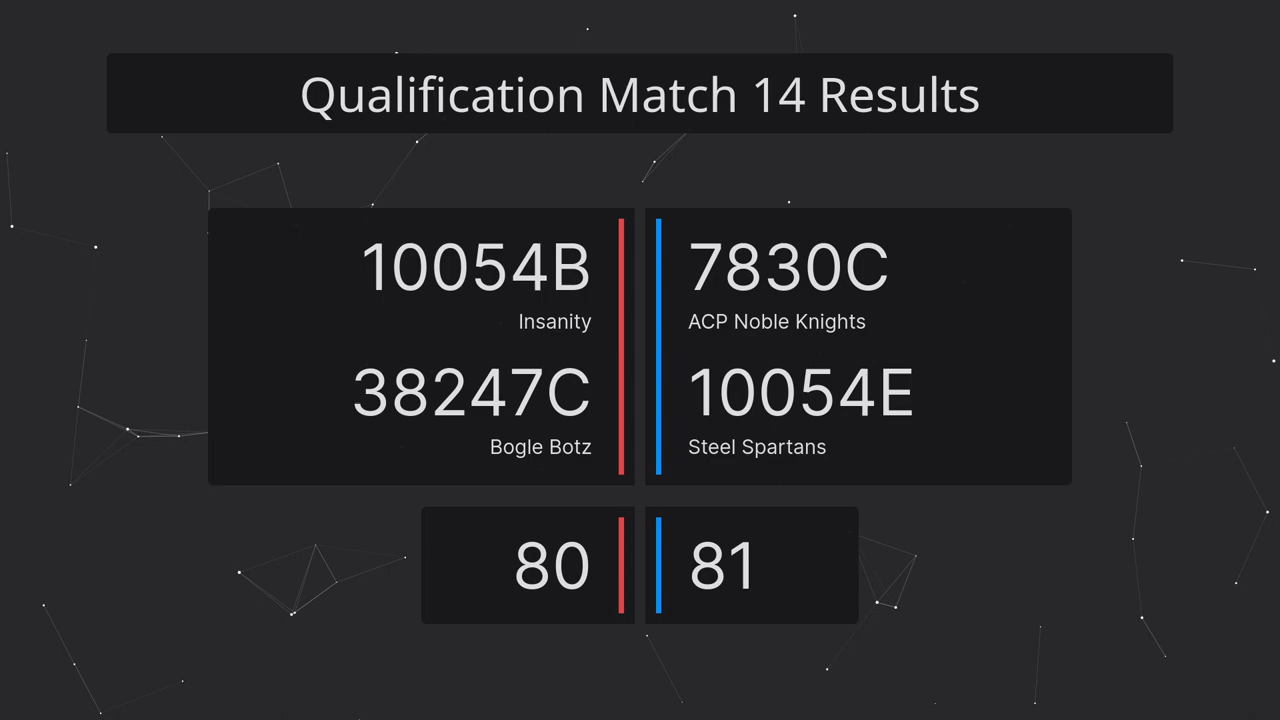 Qualification Match 14 Results
10054B
Insanity
38247C
Bogle Botz
7830C
ACP Noble Knights
10054E
Steel Spartans
80
81